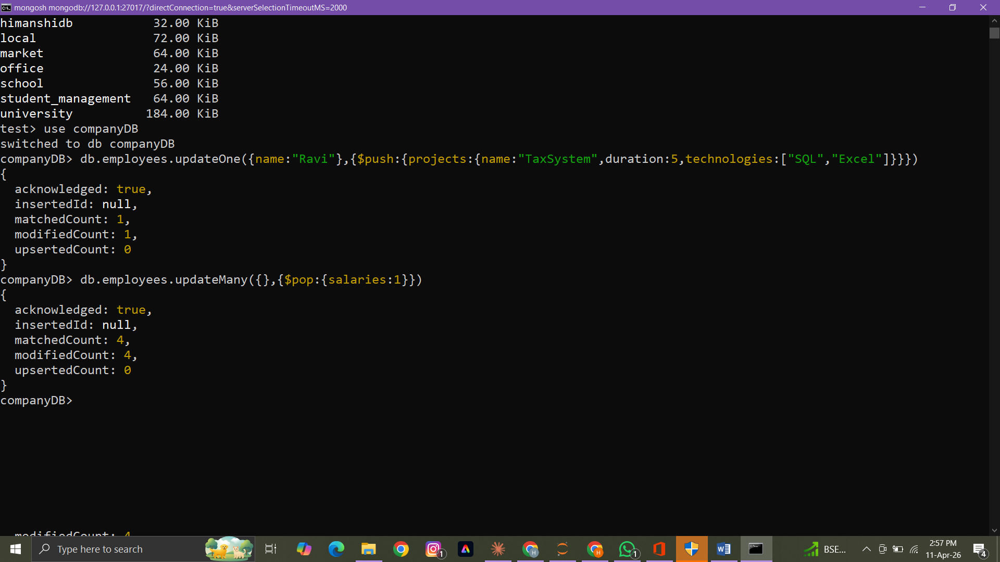 mongosh mongodb://127.0.0.1:27017/?directConnection=true&serverSelectionTimeoutMS=2000
himanshidb           32.00 KiB
local                72.00 KiB
market               64.00 KiB
office               24.00 KiB
school               56.00 KiB
student_management   64.00 KiB
university          184.00 KiB
test> use companyDB
switched to db companyDB
companyDB> db.employees.updateOne({name:"Ravi"},{$push:{projects:{name:"TaxSystem",duration:5,technologies:["SQL","Excel"]}}})
{
  acknowledged: true,
  insertedId: null,
  matchedCount: 1,
  modifiedCount: 1,
  upsertedCount: 0
}
companyDB> db.employees.updateMany({},{$pop:{salaries:1}})
{
  acknowledged: true,
  insertedId: null,
  matchedCount: 4,
  modifiedCount: 4,
  upsertedCount: 0
}
companyDB>
modifiedCount: 4
Type here to search
1
H
H
1
BSE...
2:57 PM
11-Apr-26
4